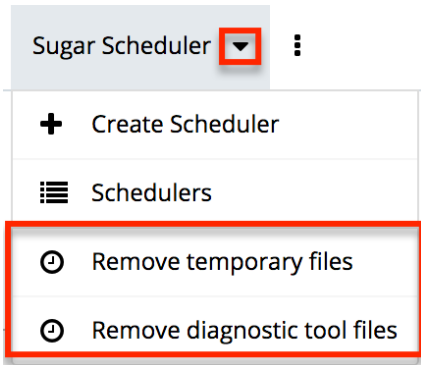 Sugar Scheduler
Create Scheduler
Schedulers
Remove temporary files
Remove diagnostic tool files